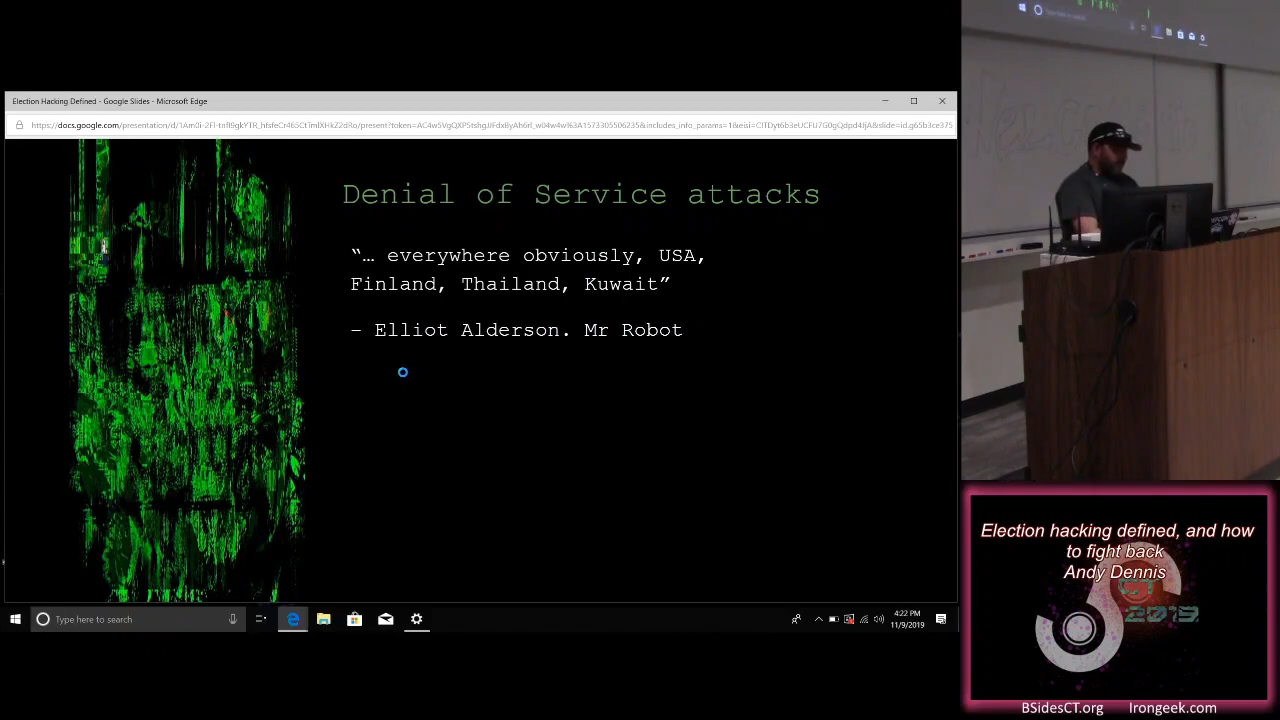 Election Hacking Defined - Google Slides - Microsoft Edge
Denial of Service attacks
“… everywhere obviously, USA,
Finland, Thailand, Kuwait”
– Elliot Alderson. Mr Robot
Type here to search
4:22 PM
11/9/2019
Election hacking defined, and how
to fight back
Andy Dennis
CT
2019
BSidesCT.org Irongeek.com